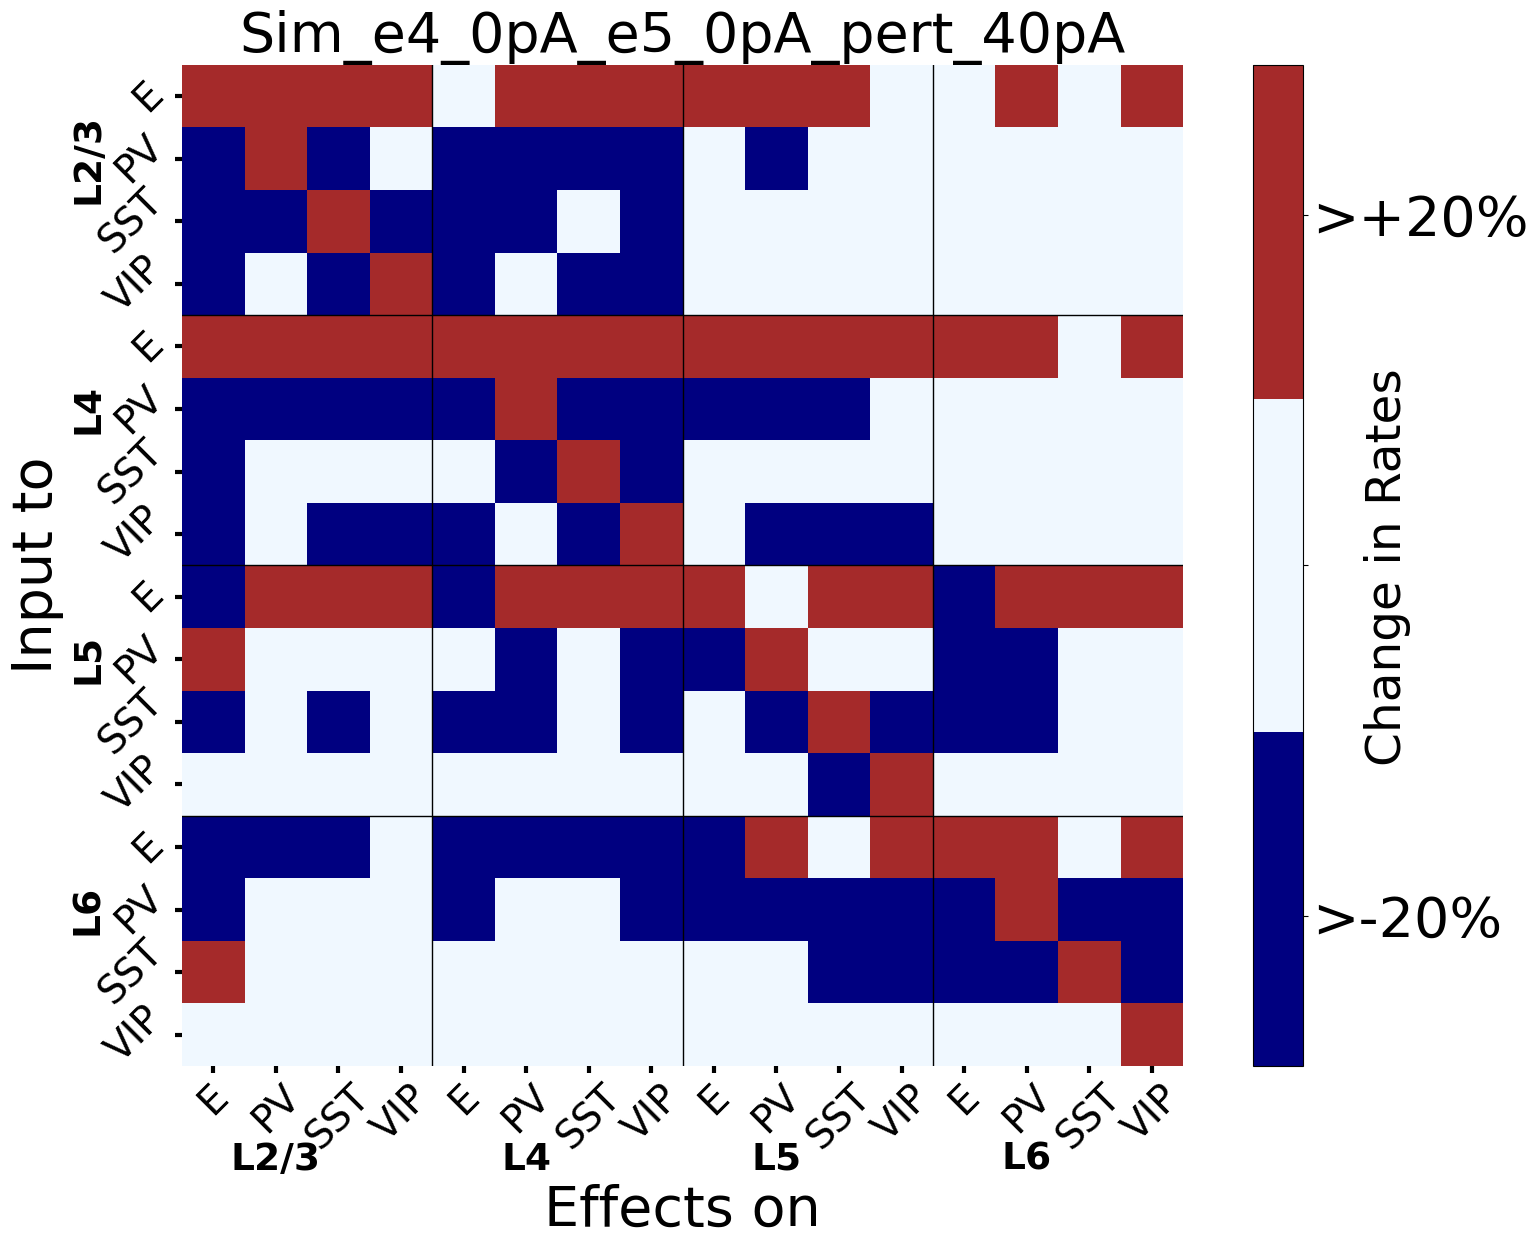 Sim_e4_0pA_e5_0pA_pert_40pA
Input to
L2/3
E
PV
SST
VIP
L4
E
PV
SST
VIP
L5
E
PV
SST
VIP
L6
E
PV
SST
VIP
E PV SST VIP E PV SST VIP E PV SST VIP E PV SST VIP
L2/3 L4 L5 L6
Effects on
>+20%
>-20%
Change in Rates